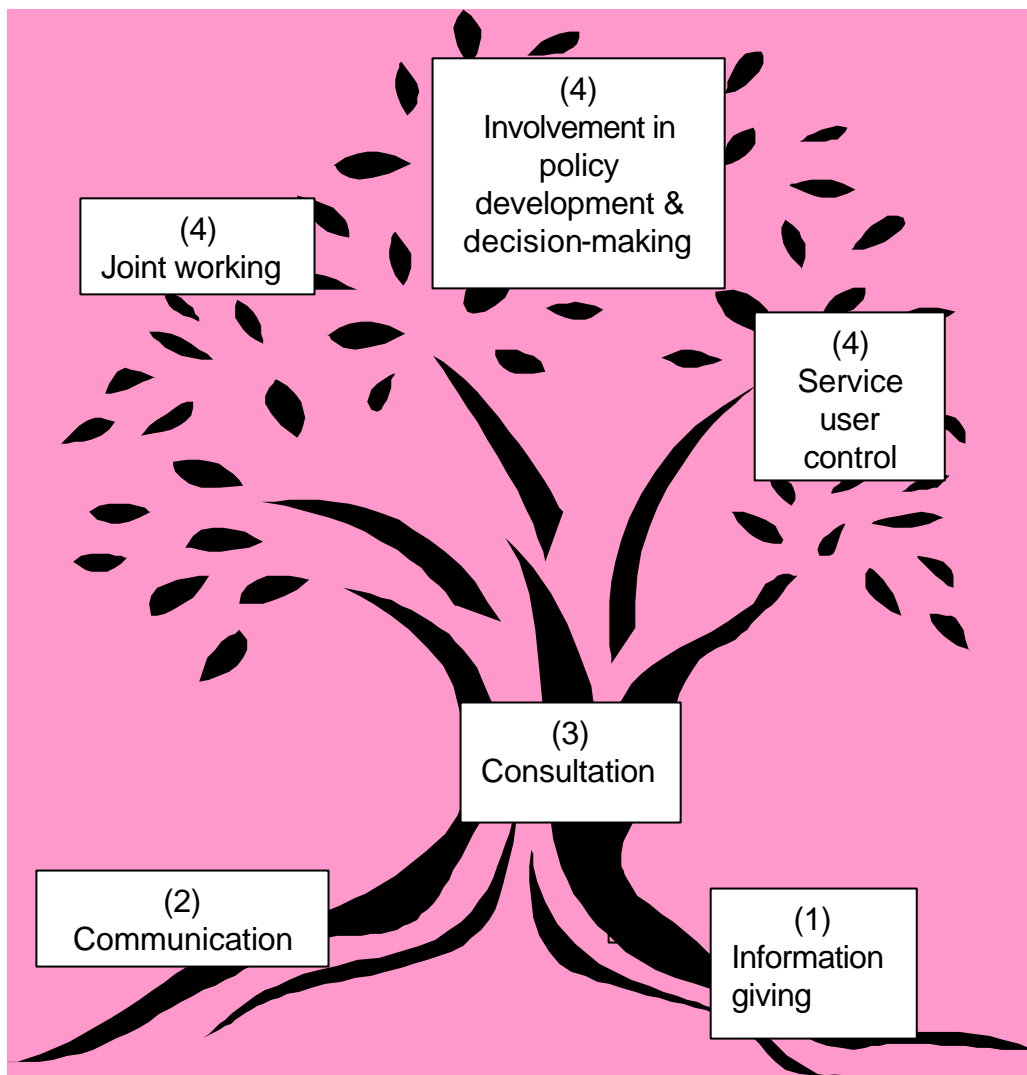 (4)
Involvement in
policy
development &
decision-making
(4)
Joint working
(4)
Service
user
control
(3)
Consultation
(2)
Communication
(1)
Information
giving